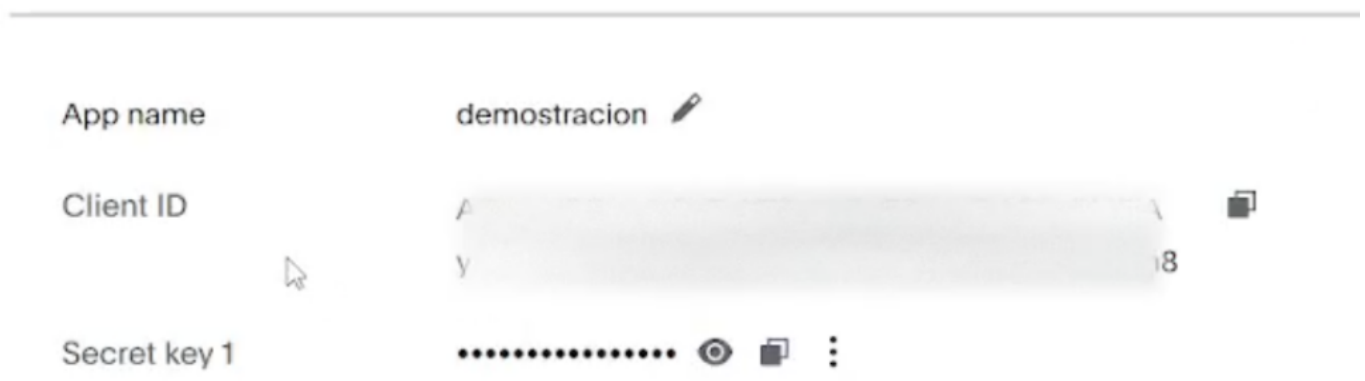 App name demostracion
Client ID
Secret key 1 ••••••••••••••••